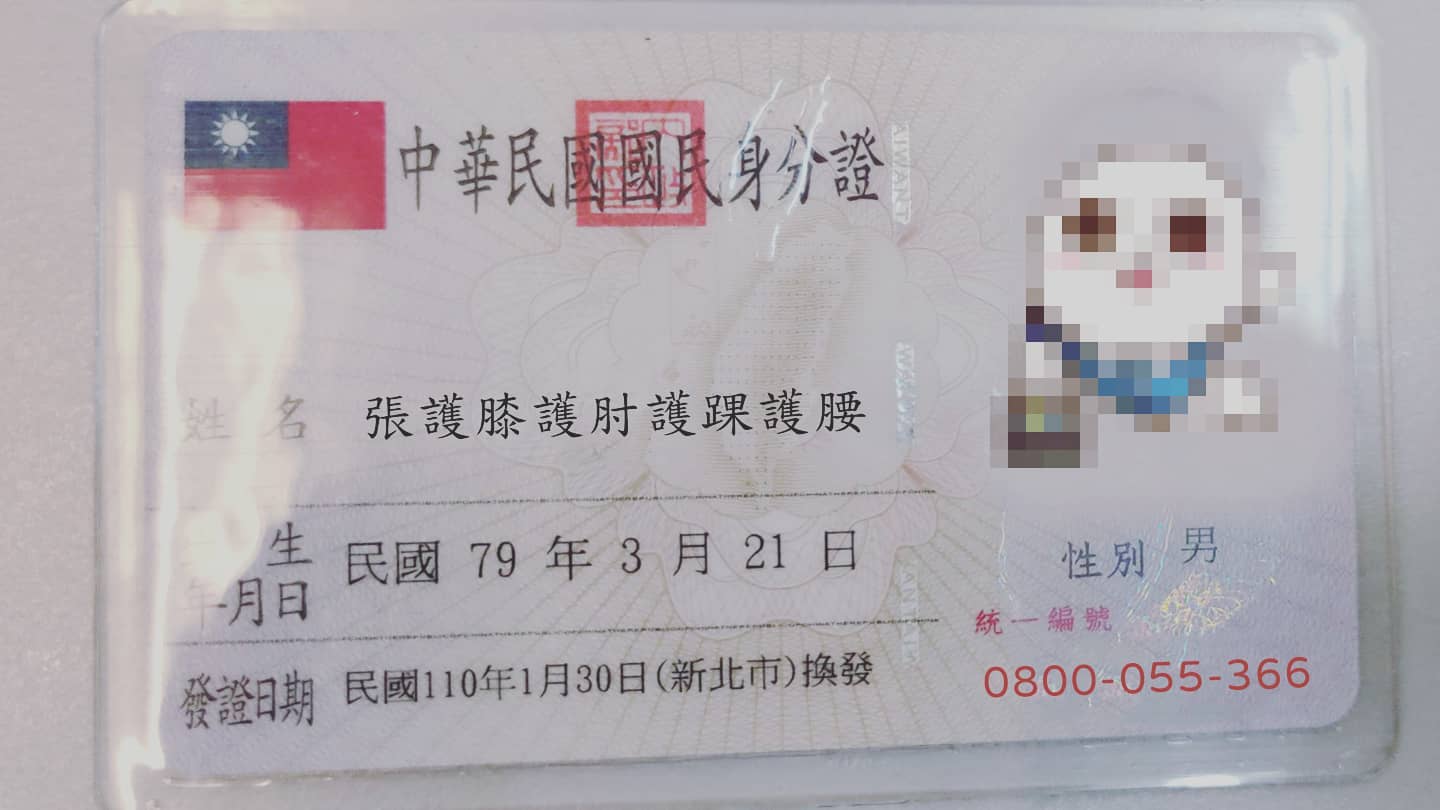 中華民國國民身分證
姓名 張護膝護肘護踝護腰
生 年月日 民國 79 年 3 月 21 日
性別 男
統一編號
0800-055-366
發證日期 民國110年1月30日(新北市)換發
TAIWAN